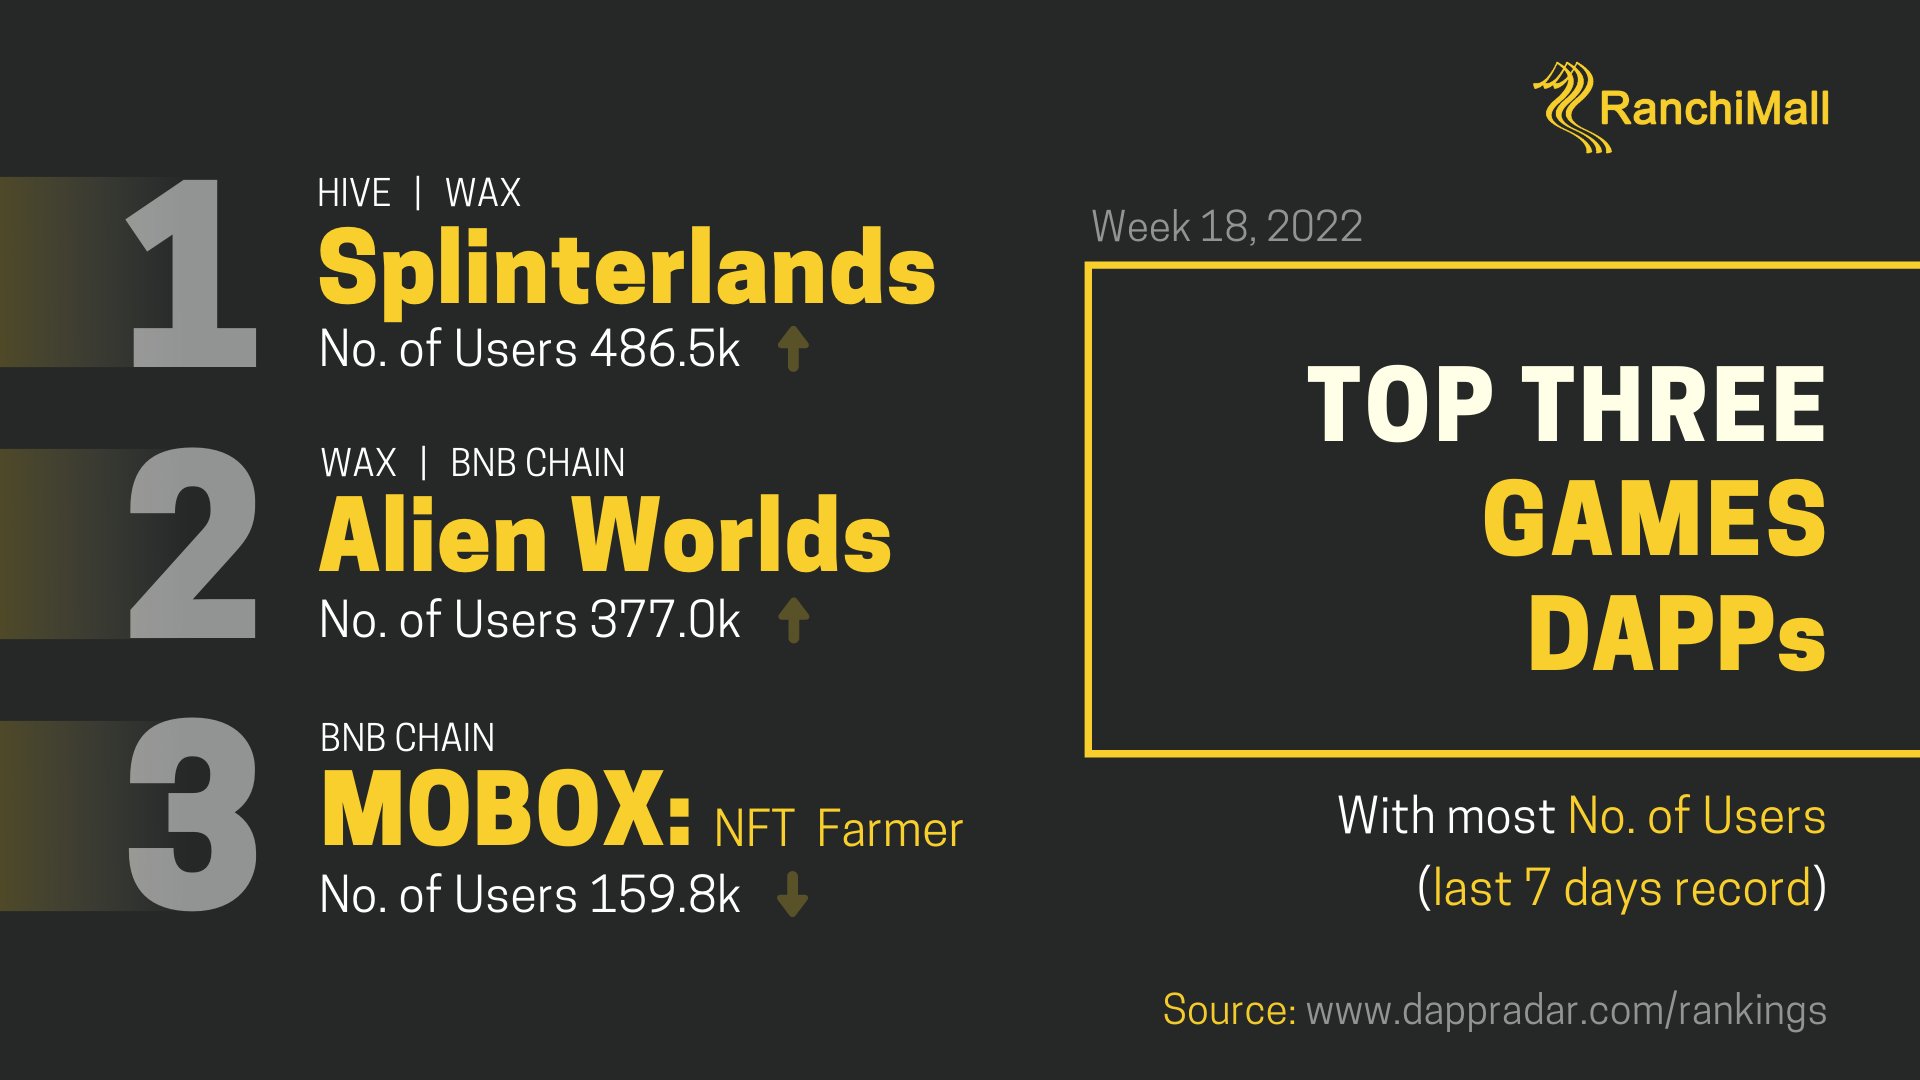 RanchiMall
1
HIVE | WAX
Splinterlands
No. of Users 486.5k
2
WAX | BNB CHAIN
Alien Worlds
No. of Users 377.0k
3
BNB CHAIN
MOBOX: NFT Farmer
No. of Users 159.8k
Week 18, 2022
TOP THREE
GAMES
DAPPs
With most No. of Users
(last 7 days record)
Source: www.dappradar.com/rankings